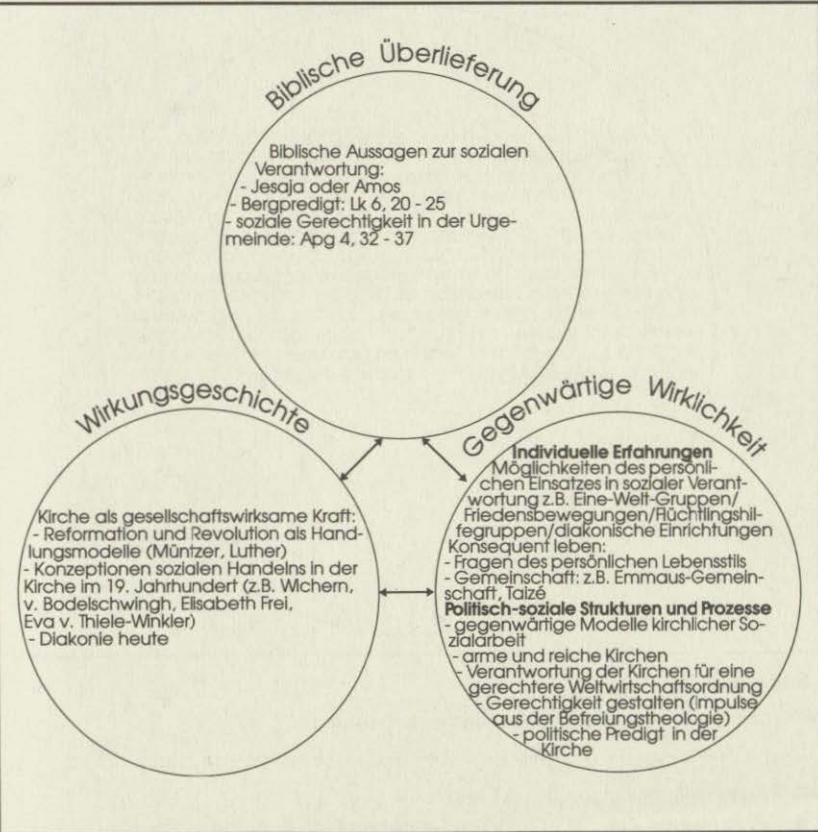 Biblische Überlieferung
Biblische Aussagen zur sozialen
Verantwortung:
- Jesaja oder Amos
- Bergpredigt: Lk 6, 20 - 25
- soziale Gerechtigkeit in der Urge-
meinde: Apg 4, 32 - 37
Wirkungsgeschichte
Kirche als gesellschaftswirksame Kraft:
- Reformation und Revolution als Hand-
lungsmodelle (Müntzer, Luther)
- Konzeptionen sozialen Handelns in der
Kirche im 19. Jahrhundert (z.B. Wichern,
v. Bodelschwingh, Elisabeth Frei,
Eva v. Thiele-Winkler)
- Diakonie heute
Gegenwärtige Wirklichkeit
Individuelle Erfahrungen
Möglichkeiten des persönli-
chen Einsatzes in sozialer Verant-
wortung z.B. Eine-Welt-Gruppen/
Friedensbewegungen/Flüchtlingshil-
fegruppen/diakonische Einrichtungen
Konsequent leben:
- Fragen des persönlichen Lebensstils
- Gemeinschaft: z.B. Emmaus-Gemein-
schaft, Taizé
Politisch-soziale Strukturen und Prozesse
- gegenwärtige Modelle kirchlicher So-
zialarbeit
- arme und reiche Kirchen
- Verantwortung der Kirchen für eine
gerechtere Weltwirtschaftsordnung
- Gerechtigkeit gestalten (Impulse
aus der Befreiungstheologie)
- politische Predigt in der
Kirche